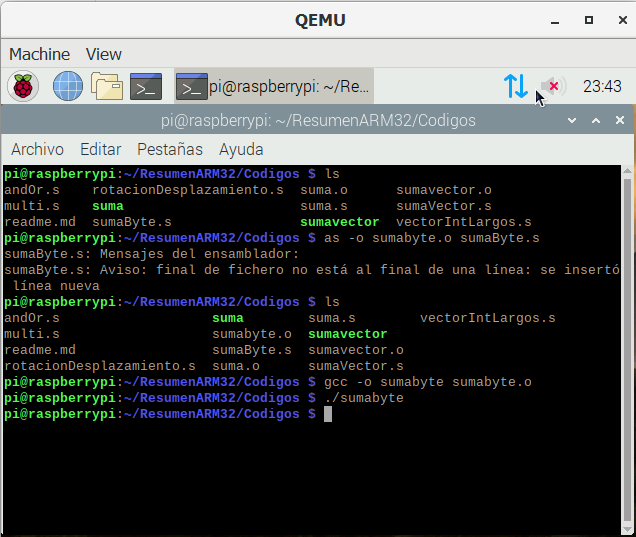 QEMU
Machine View
pi@raspberrypi: ~/Re... 23:43
pi@raspberrypi: ~/ResumenARM32/Codigos
Archivo Editar Pestañas Ayuda
pi@raspberrypi:~/ResumenARM32/Codigos $ ls
andOr.s rotacionDesplazamiento.s suma.o sumavector.o
multi.s suma suma.s sumaVector.s
readme.md sumaByte.s sumavector vectorIntLargos.s
pi@raspberrypi:~/ResumenARM32/Codigos $ as -o sumabyte.o sumaByte.s
sumaByte.s: Mensajes del ensamblador:
sumaByte.s: Aviso: final de fichero no está al final de una línea: se insertó
línea nueva
pi@raspberrypi:~/ResumenARM32/Codigos $ ls
andOr.s suma suma.s vectorIntLargos.s
multi.s sumabyte.o sumavector
readme.md sumaByte.s sumavector.o
rotacionDesplazamiento.s suma.o sumaVector.s
pi@raspberrypi:~/ResumenARM32/Codigos $ gcc -o sumabyte sumabyte.o
pi@raspberrypi:~/ResumenARM32/Codigos $ ./sumabyte
pi@raspberrypi:~/ResumenARM32/Codigos $